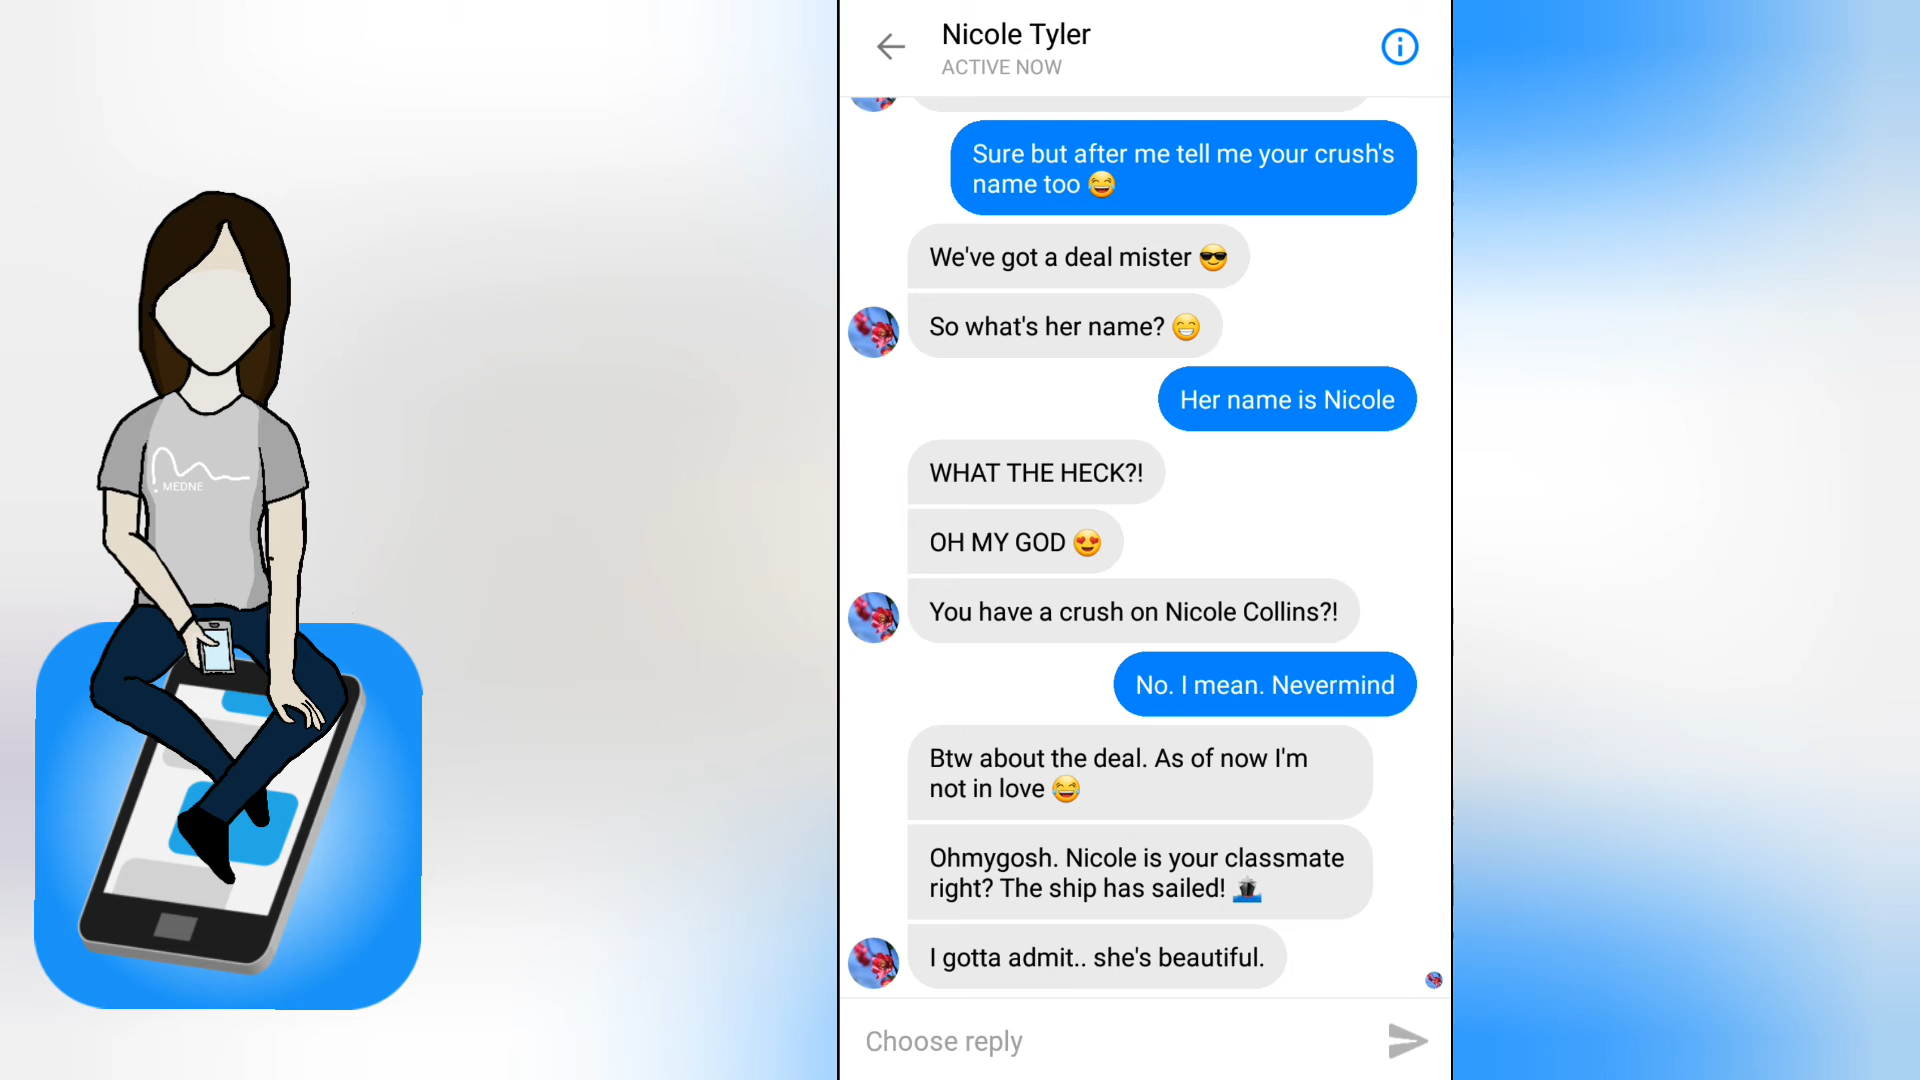 Nicole Tyler
ACTIVE NOW
Sure but after me tell me your crush's
name too 😂
We've got a deal mister 😎
So what's her name? 😁
Her name is Nicole
WHAT THE HECK?!
OH MY GOD 😍
You have a crush on Nicole Collins?!
No. I mean. Nevermind
Btw about the deal. As of now I'm
not in love 😂
Ohmygosh. Nicole is your classmate
right? The ship has sailed! 🚢
I gotta admit.. she's beautiful.
Choose reply
MEDNE